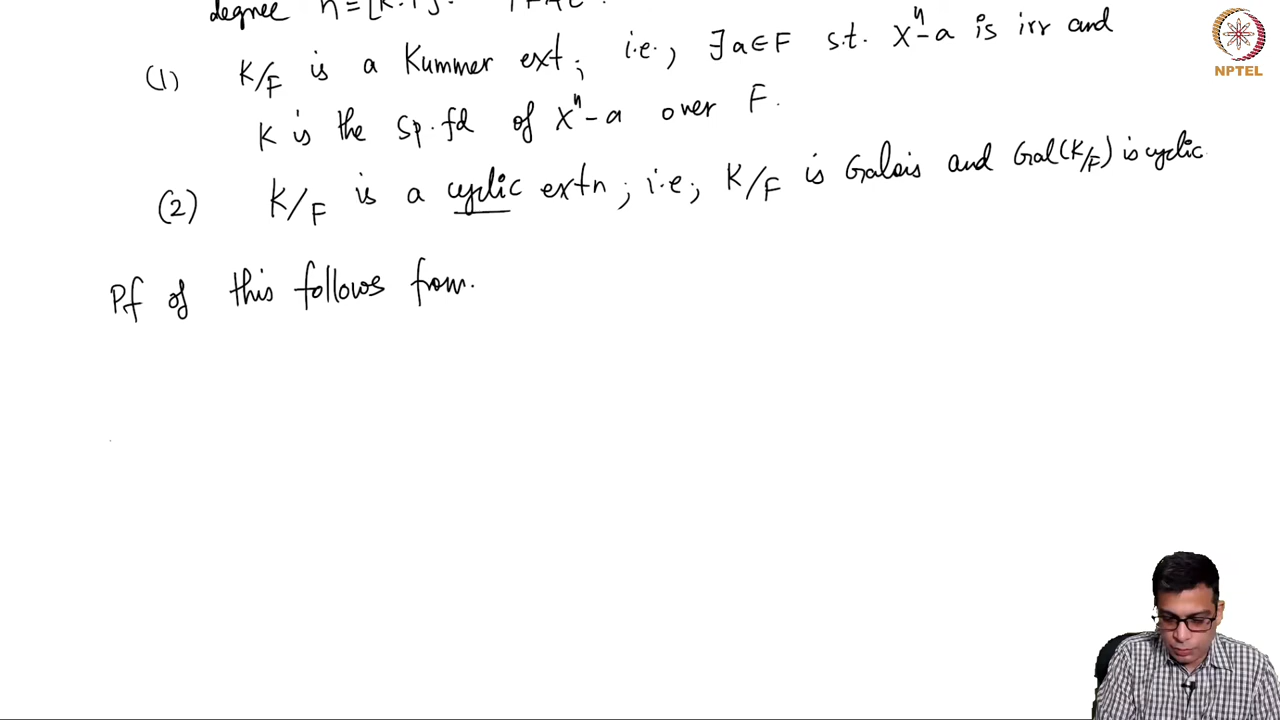 degree n = [K:F]. TFAE:
(1) K/F is a Kummer ext; i.e., ∃ a ∈ F s.t. X^n - a is irr and
K is the sp. fd of X^n - a over F.
(2) K/F is a cyclic extn; i.e., K/F is Galois and Gal(K/F) is cyclic.
Pf of this follows from.
NPTEL